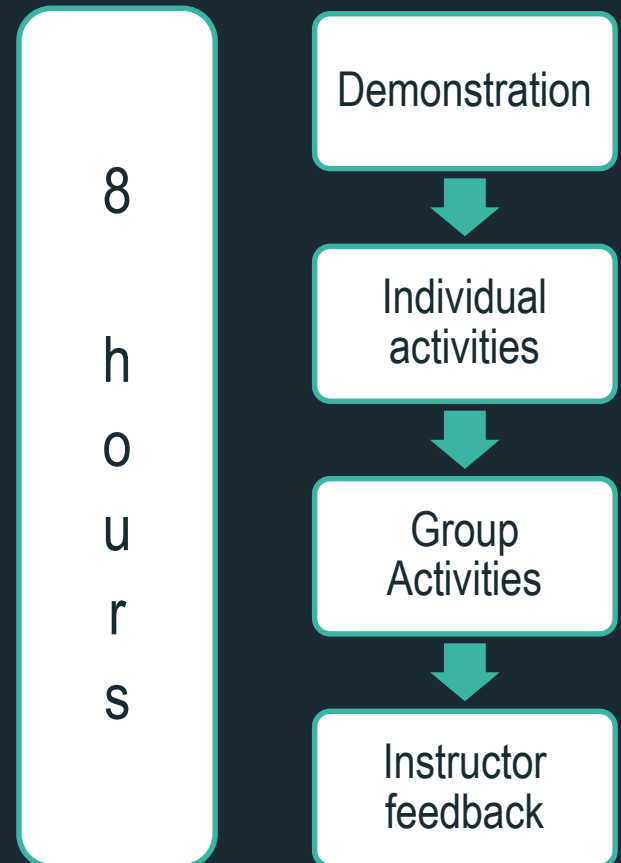 8
h
o
u
r
s
Demonstration
Individual
activities
Group
Activities
Instructor
feedback